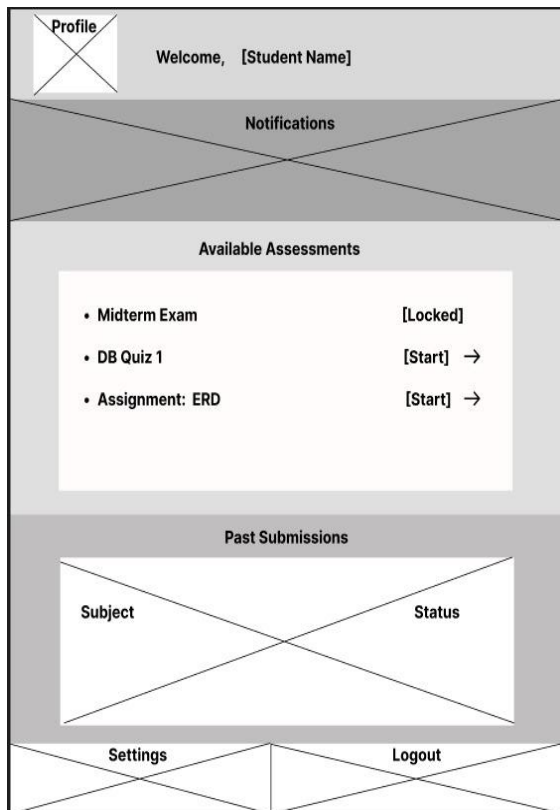 Profile
Welcome, [Student Name]
Notifications
Available Assessments
• Midterm Exam [Locked]
• DB Quiz 1 [Start] →
• Assignment: ERD [Start] →
Past Submissions
Subject Status
Settings Logout